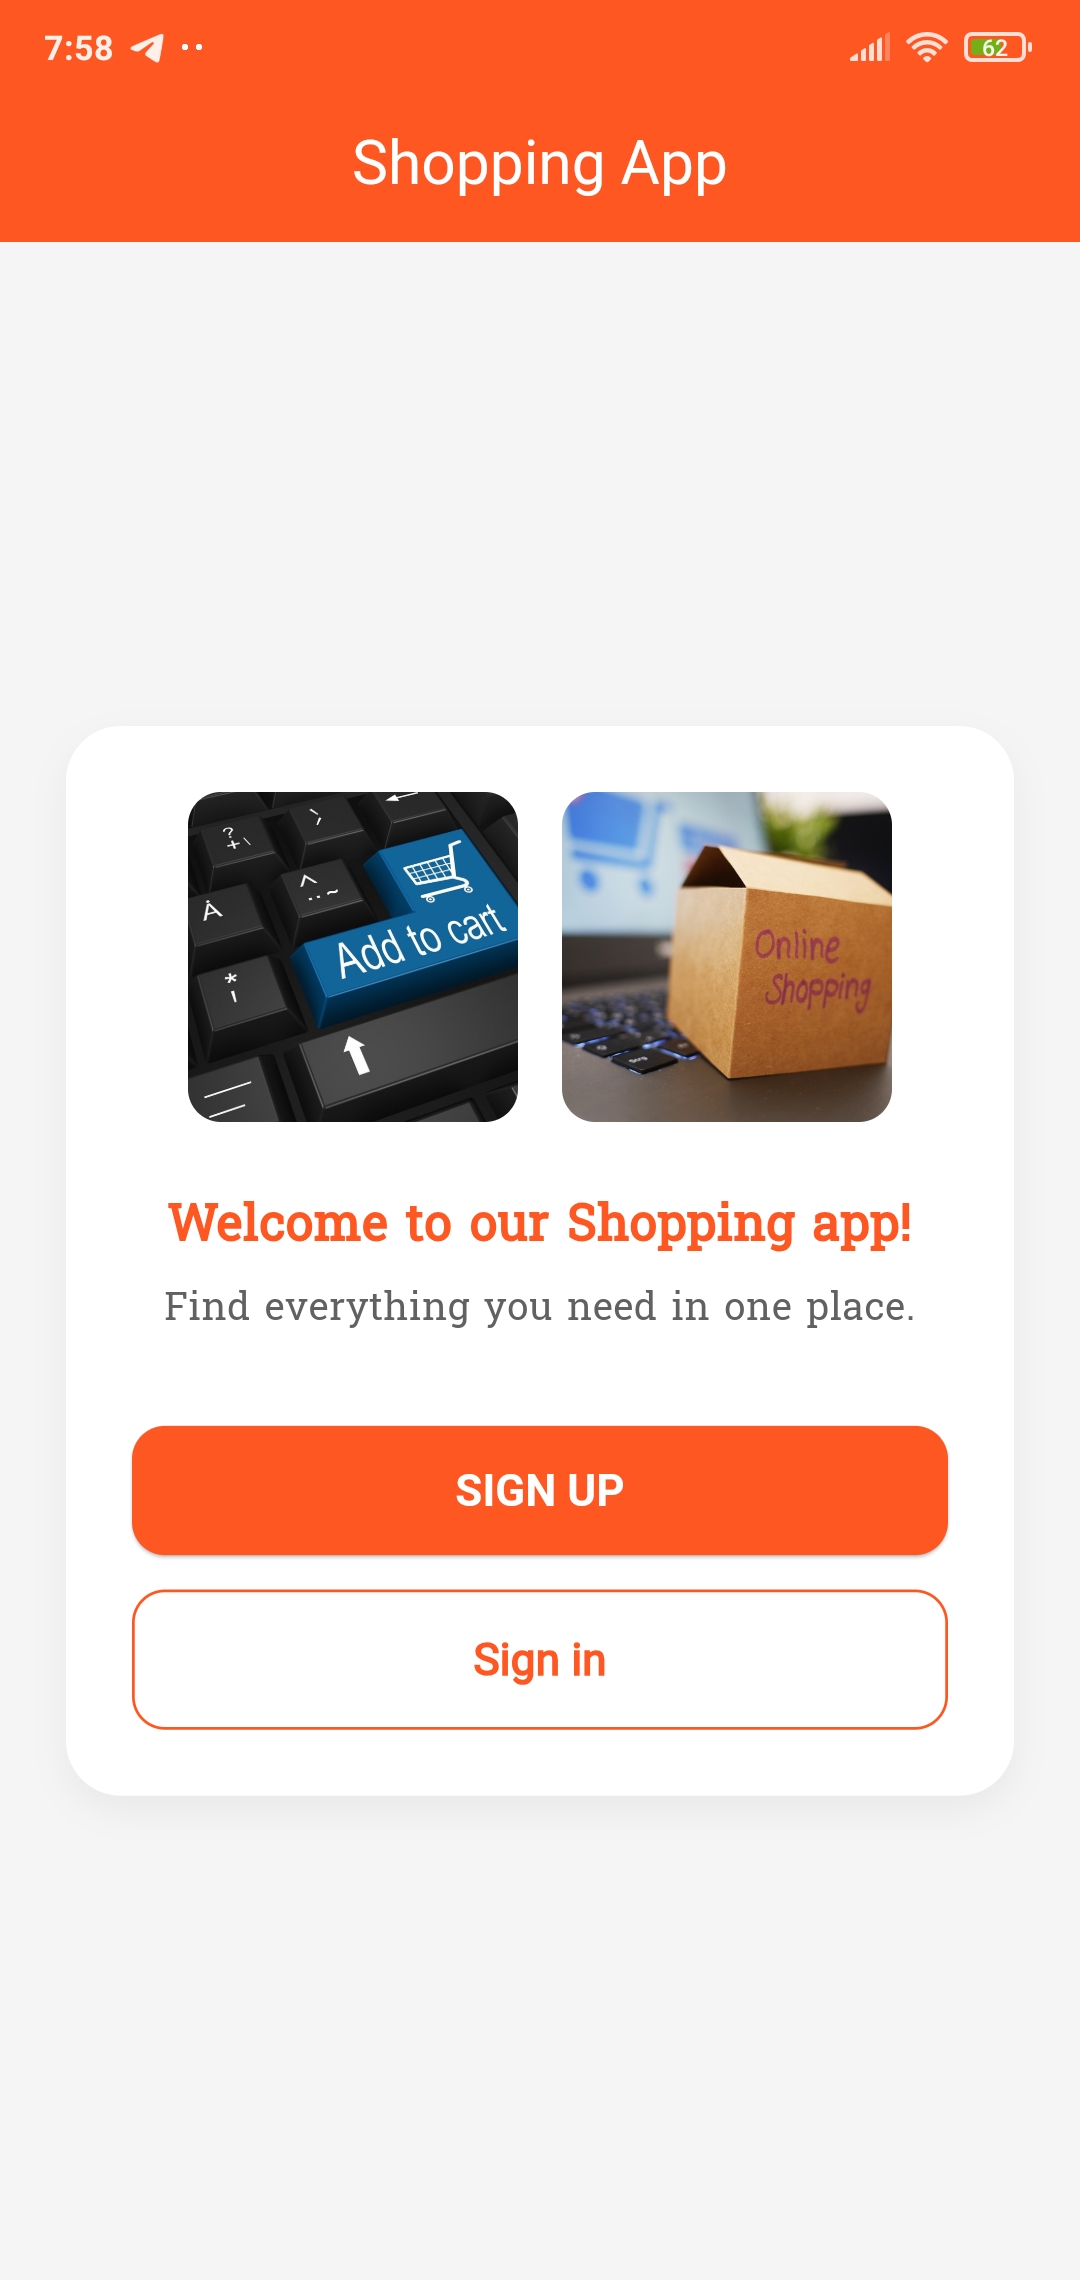 7:58
62
Shopping App
Add to cart
Online
Shopping
Welcome to our Shopping app!
Find everything you need in one place.
SIGN UP
Sign in